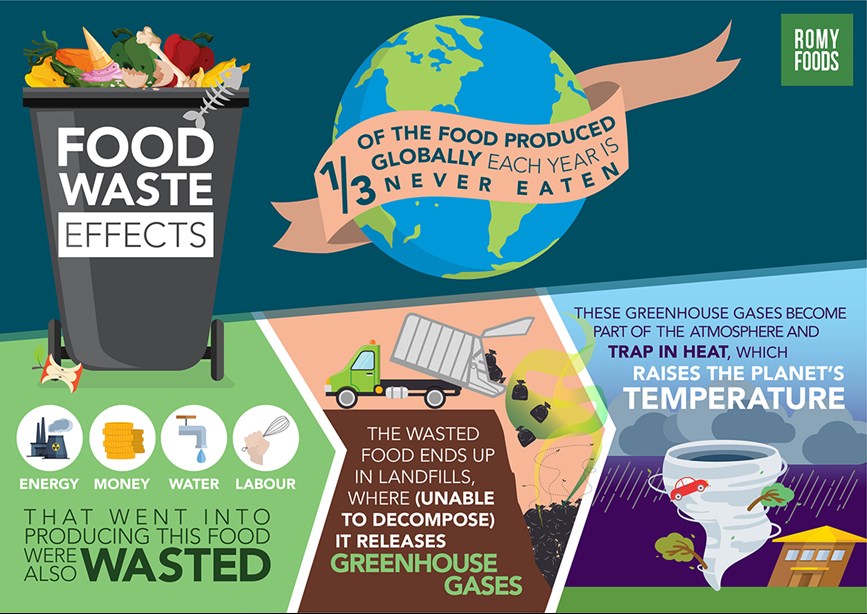 FOOD
WASTE
EFFECTS
1/3 OF THE FOOD PRODUCED
GLOBALLY EACH YEAR IS
NEVER EATEN
ROMY
FOODS
ENERGY MONEY WATER LABOUR
THAT WENT INTO
PRODUCING THIS FOOD
WERE
ALSO WASTED
THE WASTED
FOOD ENDS UP
IN LANDFILLS,
WHERE (UNABLE
TO DECOMPOSE)
IT RELEASES
GREENHOUSE
GASES
THESE GREENHOUSE GASES BECOME
PART OF THE ATMOSPHERE AND
TRAP IN HEAT, WHICH
RAISES THE PLANET'S
TEMPERATURE